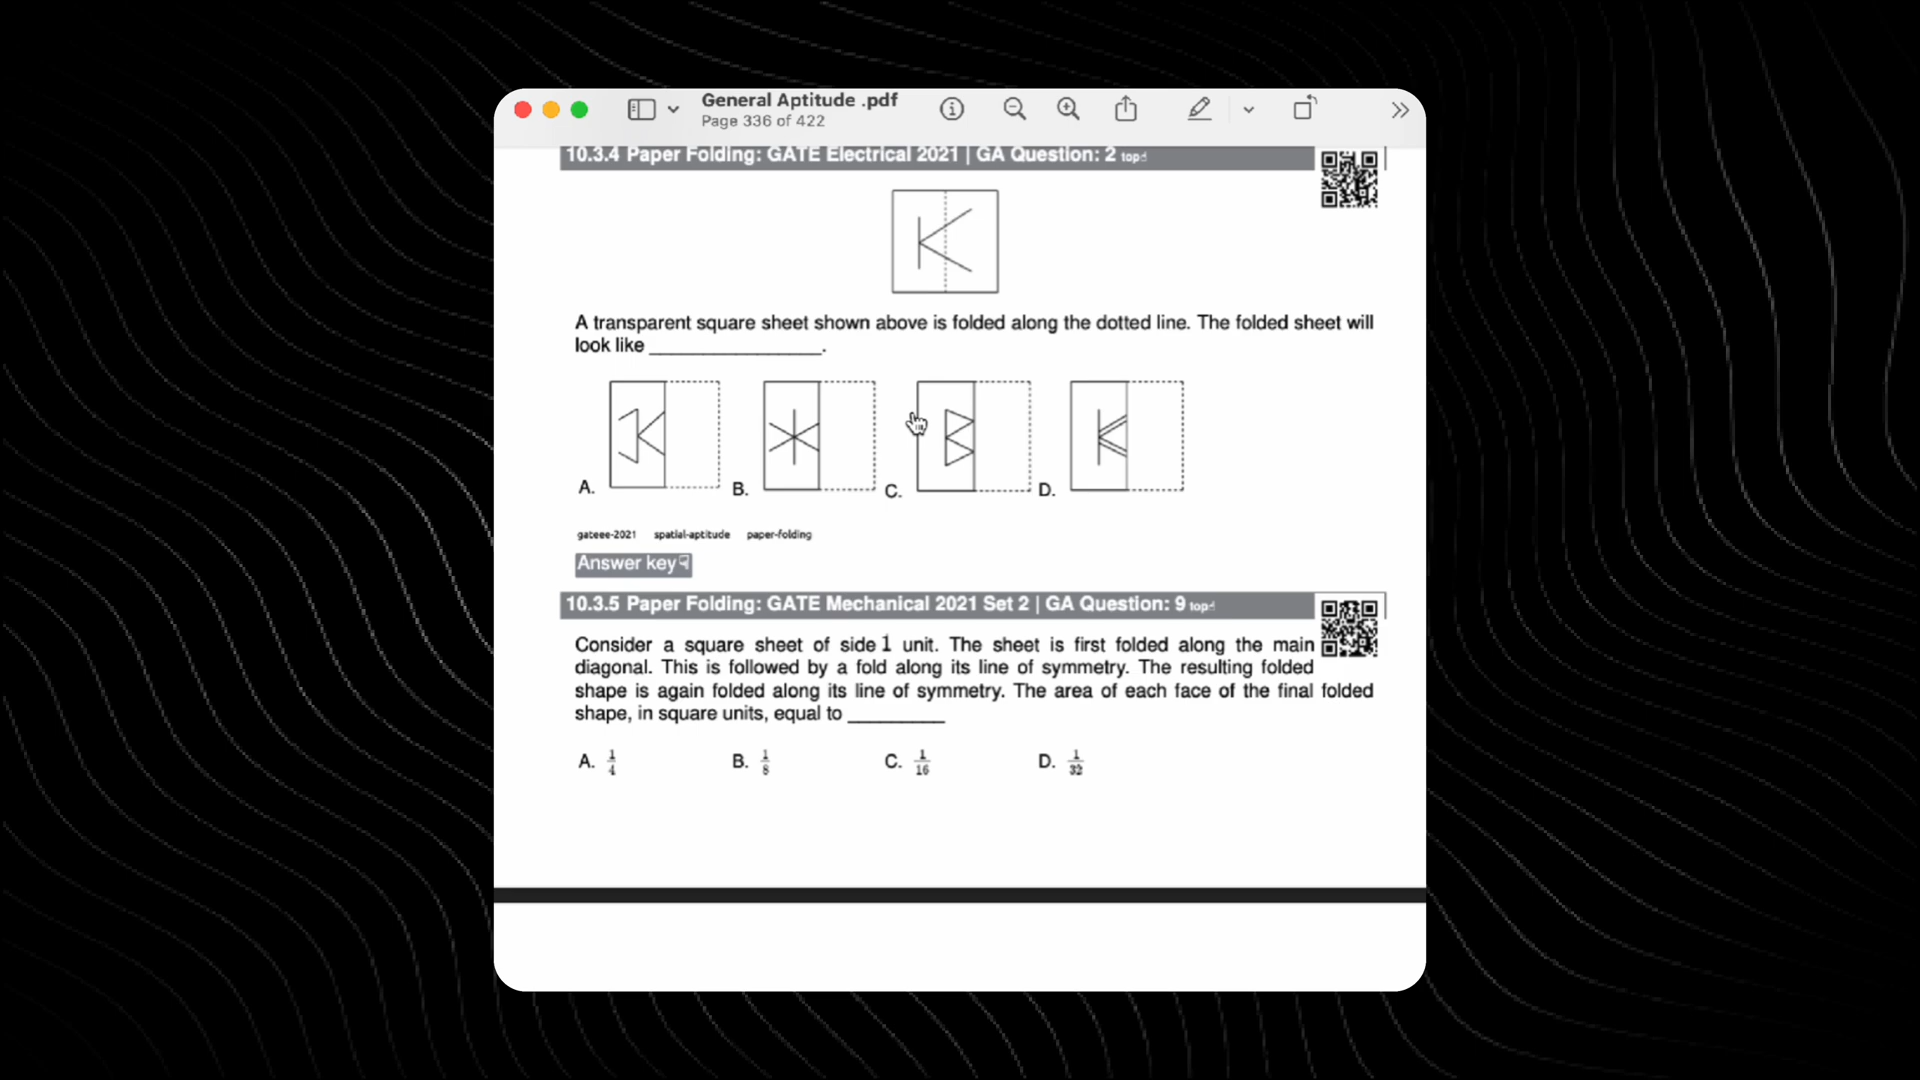 General Aptitude .pdf
Page 336 of 422
10.3.4 Paper Folding: GATE Electrical 2021 | GA Question: 2 top☝
A transparent square sheet shown above is folded along the dotted line. The folded sheet will
look like _______________.
A. B. C. D.
gateee-2021 spatial-aptitude paper-folding
Answer key☟
10.3.5 Paper Folding: GATE Mechanical 2021 Set 2 | GA Question: 9 top☝
Consider a square sheet of side 1 unit. The sheet is first folded along the main
diagonal. This is followed by a fold along its line of symmetry. The resulting folded
shape is again folded along its line of symmetry. The area of each face of the final folded
shape, in square units, equal to _________
A. 1/4 B. 1/8 C. 1/16 D. 1/32